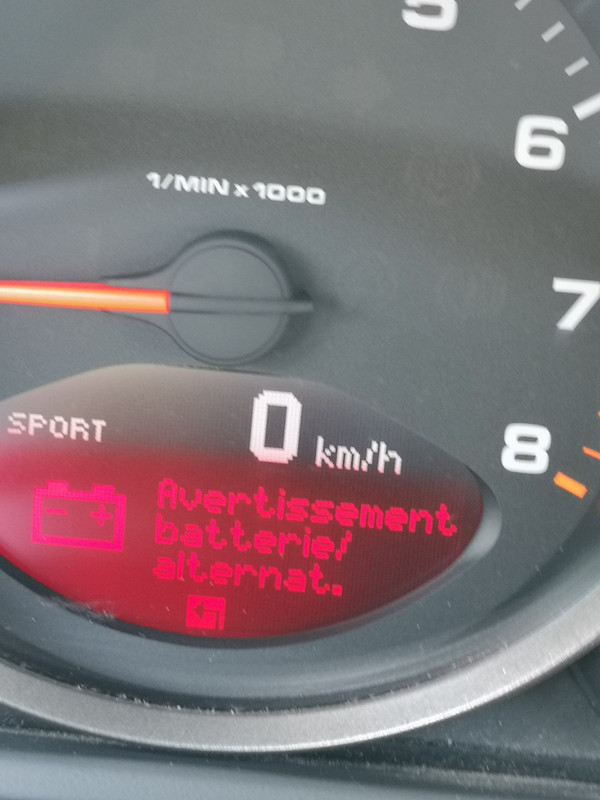 5
6
1/MIN x 1000
7
SPORT
0 km/h
8
- +
Avertissement
batterie/
alternat.